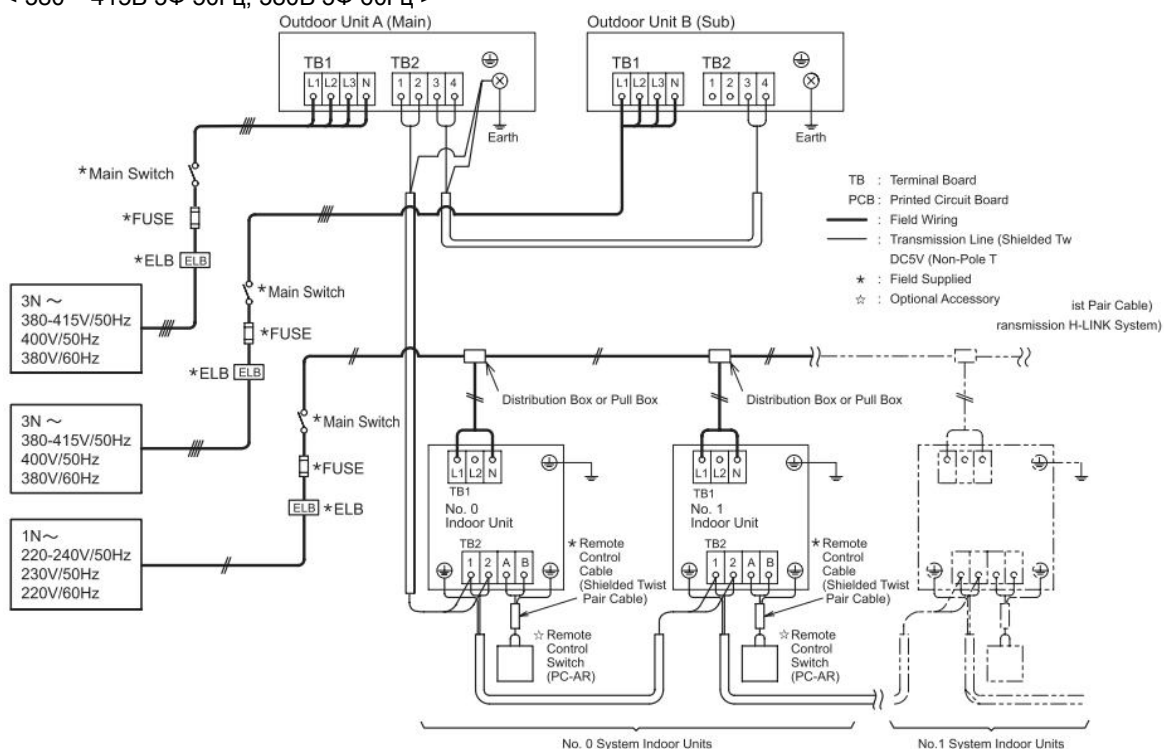 Outdoor Unit A (Main)
Outdoor Unit B (Sub)
TB1
TB2
L1 L2 L3 N
1 2 3 4
Earth
TB1
TB2
L1 L2 L3 N
1 2 3 4
Earth
*Main Switch
*FUSE
*ELB ELB
3N ~
380-415V/50Hz
400V/50Hz
380V/60Hz
*Main Switch
*FUSE
*ELB ELB
3N ~
380-415V/50Hz
400V/50Hz
380V/60Hz
*Main Switch
*FUSE
ELB *ELB
1N~
220-240V/50Hz
230V/50Hz
220V/60Hz
TB : Terminal Board
PCB : Printed Circuit Board
: Field Wiring
: Transmission Line (Shielded Tw
DC5V (Non-Pole T
* : Field Supplied
☆ : Optional Accessory
ist Pair Cable)
ransmission H-LINK System)
Distribution Box or Pull Box
Distribution Box or Pull Box
L1 L2 N
TB1
No. 0
Indoor Unit
TB2
1 2 A B
* Remote
Control
Cable
(Shielded Twist
Pair Cable)
☆ Remote
Control
Switch
(PC-AR)
L1 L2 N
TB1
No. 1
Indoor Unit
TB2
1 2 A B
* Remote
Control
Cable
(Shielded Twist
Pair Cable)
☆ Remote
Control
Switch
(PC-AR)
No. 0 System Indoor Units
No.1 System Indoor Units